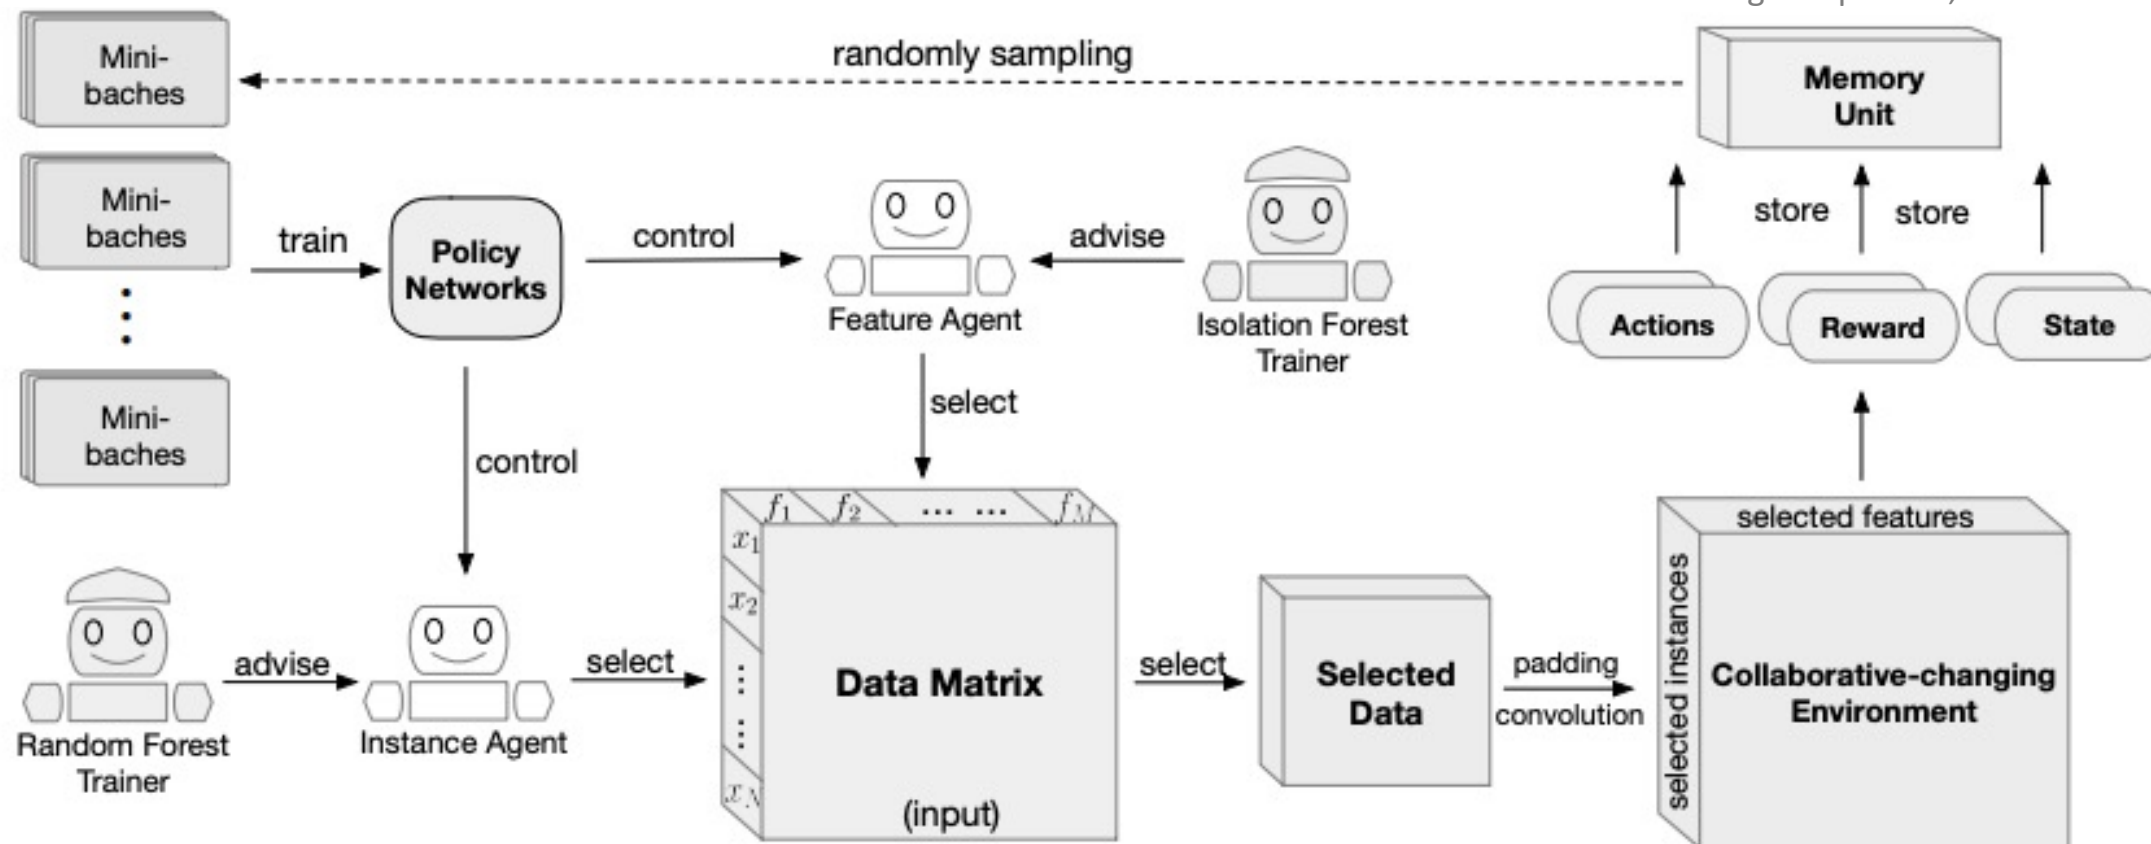 randomly sampling
Mini-
baches
Memory
Unit
Mini-
baches
train
Policy
Networks
control
Feature Agent
advise
Isolation Forest
Trainer
store
store
Actions
Reward
State
Mini-
baches
control
select
f1 f2 ... ... fM
x1
x2
xN
Data Matrix
(input)
Random Forest
Trainer
advise
Instance Agent
select
select
Selected
Data
padding
convolution
selected features
selected instances
Collaborative-changing
Environment